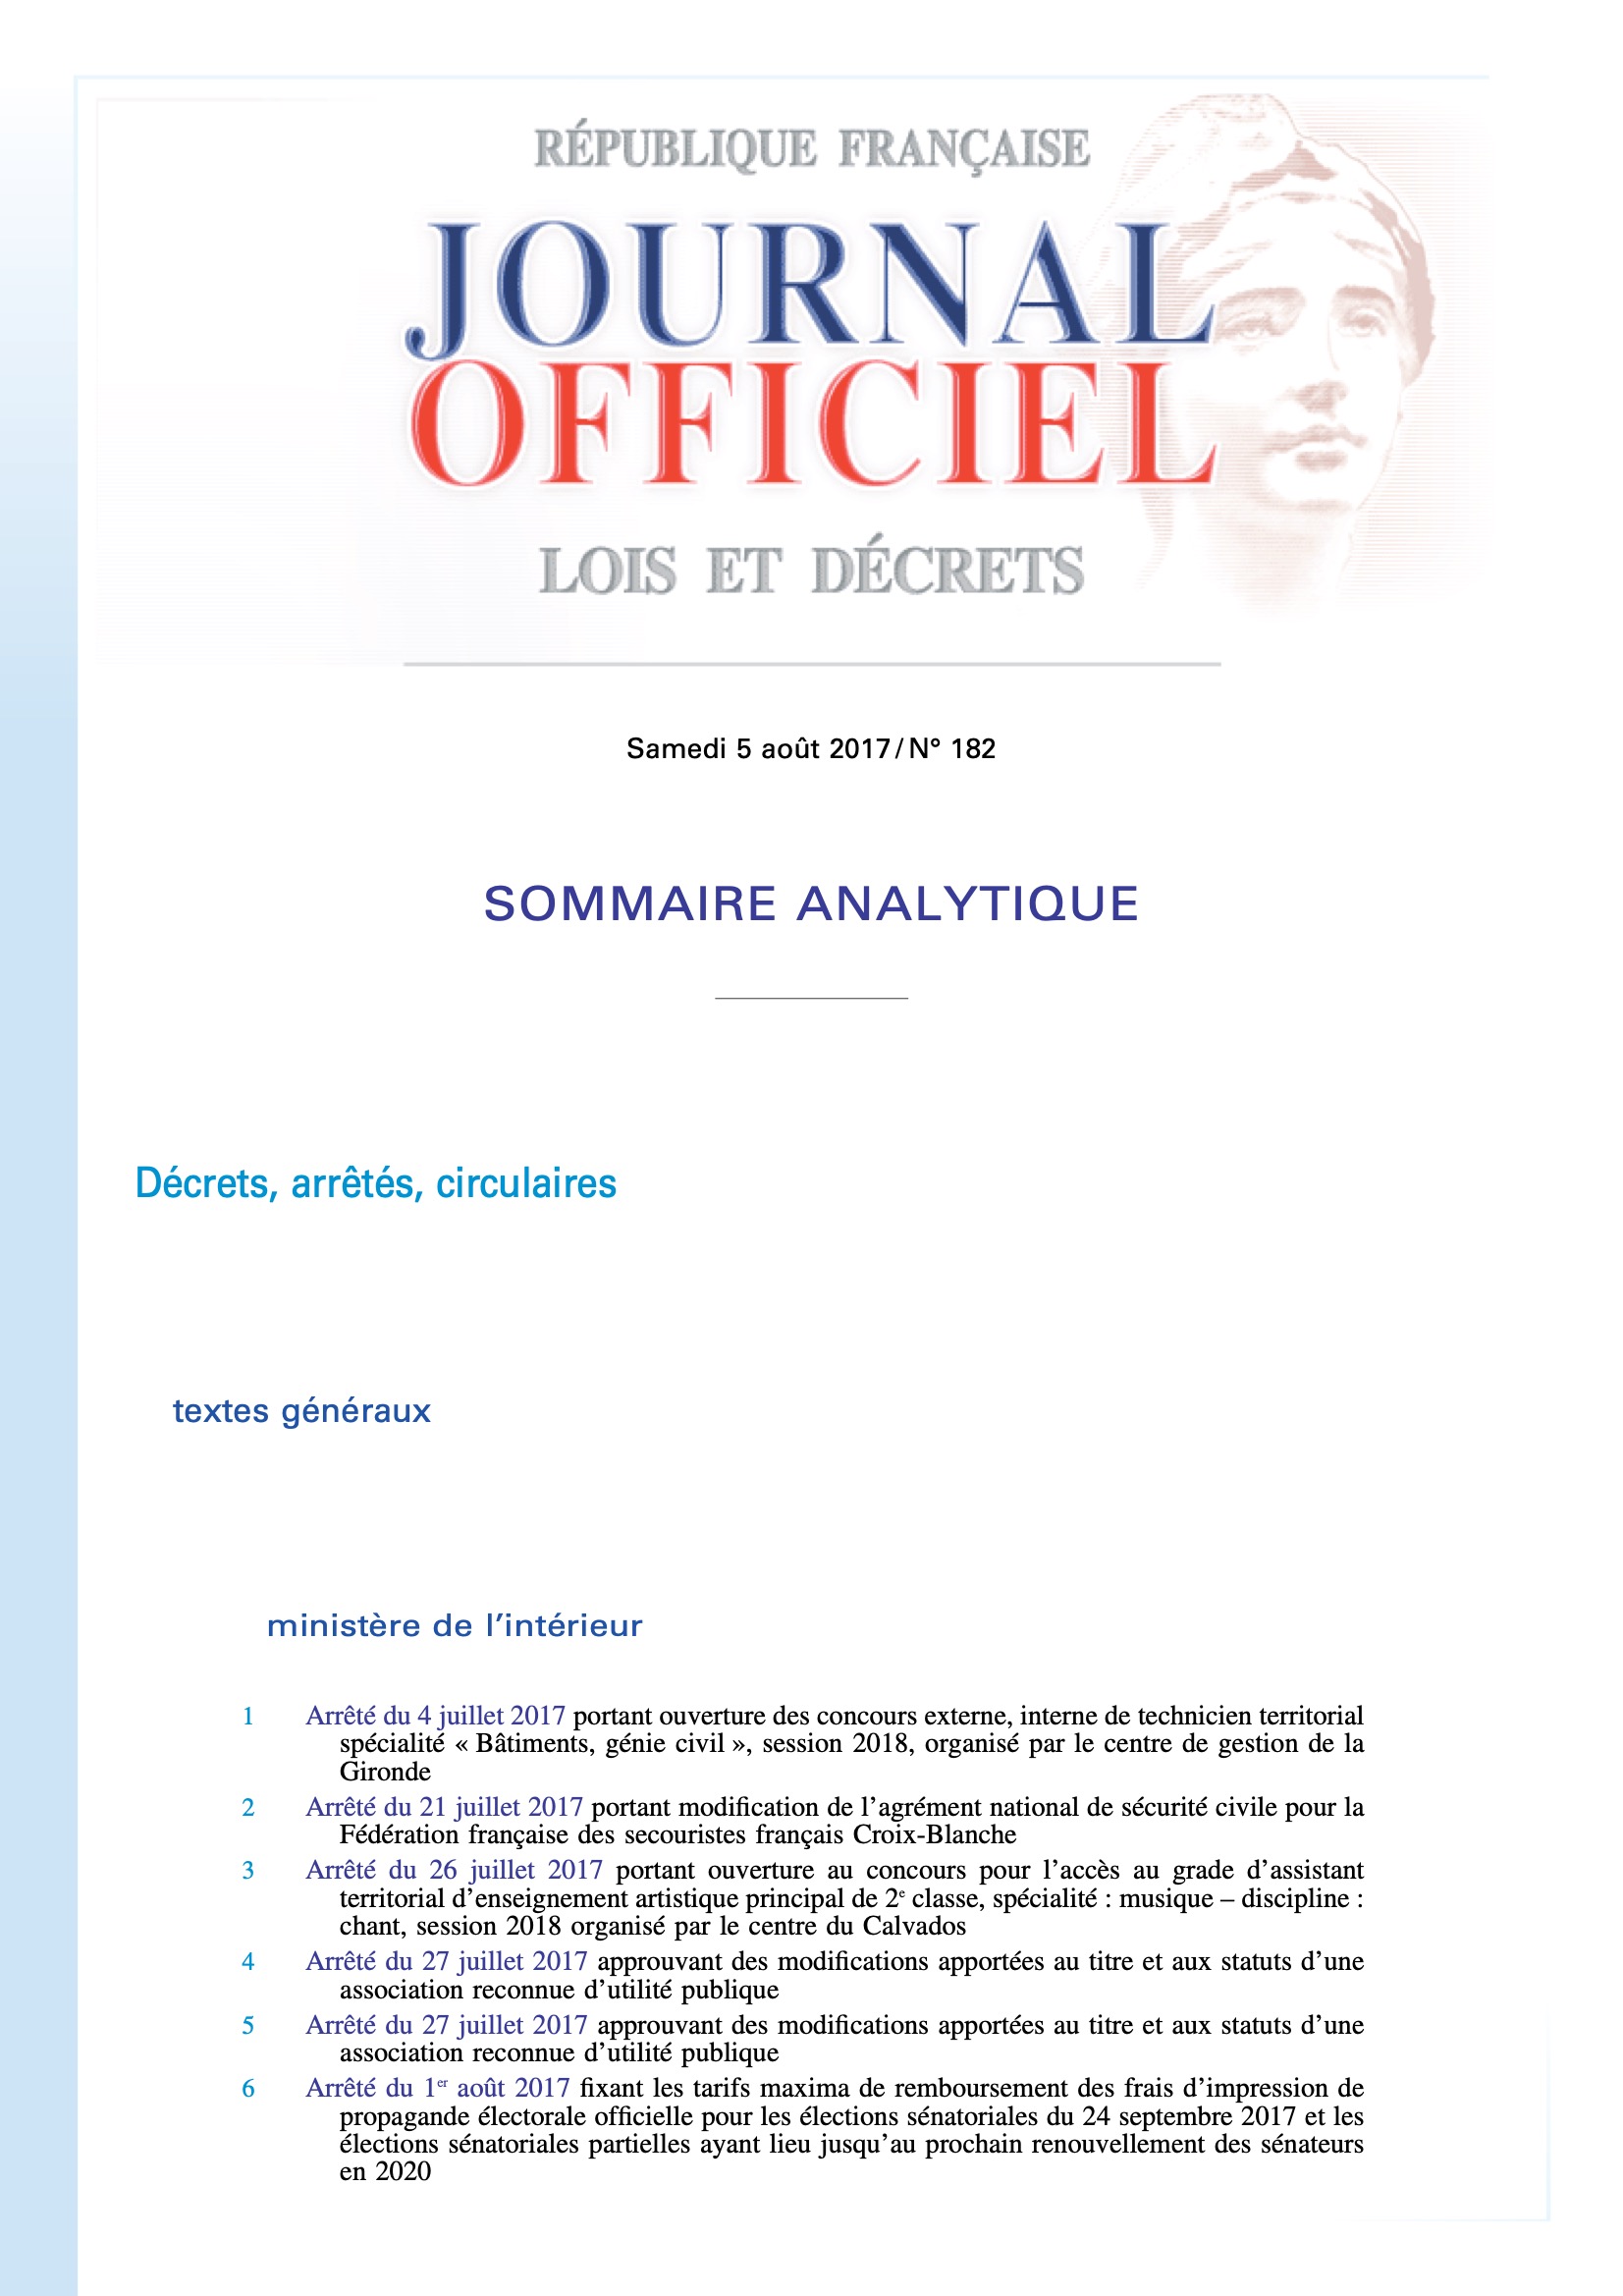 RÉPUBLIQUE FRANÇAISE
JOURNAL
OFFICIEL
LOIS ET DÉCRETS
Samedi 5 août 2017 / N° 182
SOMMAIRE ANALYTIQUE
Décrets, arrêtés, circulaires
textes généraux
ministère de l’intérieur
1 Arrêté du 4 juillet 2017 portant ouverture des concours externe, interne de technicien territorial
spécialité « Bâtiments, génie civil », session 2018, organisé par le centre de gestion de la
Gironde
2 Arrêté du 21 juillet 2017 portant modification de l’agrément national de sécurité civile pour la
Fédération française des secouristes français Croix-Blanche
3 Arrêté du 26 juillet 2017 portant ouverture au concours pour l’accès au grade d’assistant
territorial d’enseignement artistique principal de 2e classe, spécialité : musique – discipline :
chant, session 2018 organisé par le centre du Calvados
4 Arrêté du 27 juillet 2017 approuvant des modifications apportées au titre et aux statuts d’une
association reconnue d’utilité publique
5 Arrêté du 27 juillet 2017 approuvant des modifications apportées au titre et aux statuts d’une
association reconnue d’utilité publique
6 Arrêté du 1er août 2017 fixant les tarifs maxima de remboursement des frais d’impression de
propagande électorale officielle pour les élections sénatoriales du 24 septembre 2017 et les
élections sénatoriales partielles ayant lieu jusqu’au prochain renouvellement des sénateurs
en 2020